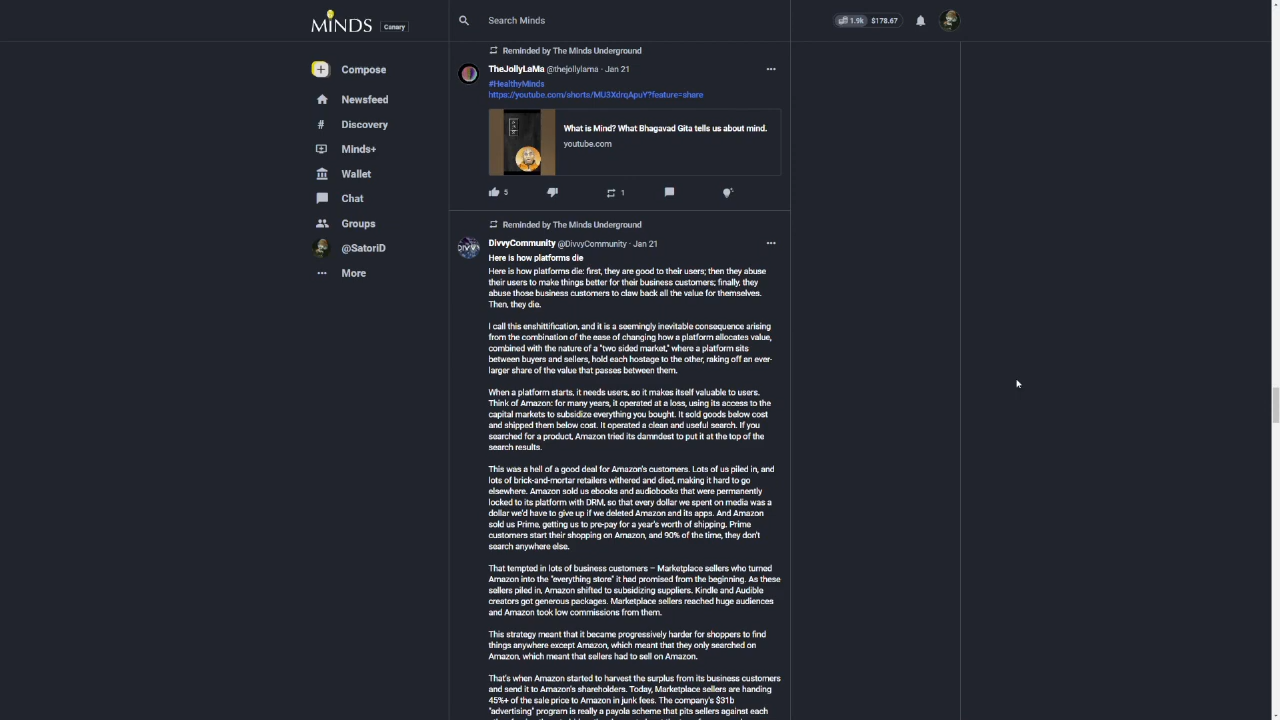 MINDS
Canary
Search Minds
1.9k $178.67
Compose
Newsfeed
# Discovery
Minds+
Wallet
Chat
Groups
@SatoriD
More
Reminded by The Minds Underground
TheJollyLaMa @thejollylama · Jan 21
#HealthyMinds
https://youtube.com/shorts/MU3XdrqApuY?feature=share
What is Mind? What Bhagavad Gita tells us about mind.
youtube.com
5
1
Reminded by The Minds Underground
DivvyCommunity @DivvyCommunity · Jan 21
Here is how platforms die
Here is how platforms die: first, they are good to their users; then they abuse
their users to make things better for their business customers; finally, they
abuse those business customers to claw back all the value for themselves.
Then, they die.
I call this enshittification, and it is a seemingly inevitable consequence arising
from the combination of the ease of changing how a platform allocates value,
combined with the nature of a "two sided market," where a platform sits
between buyers and sellers, hold each hostage to the other, raking off an ever-
larger share of the value that passes between them.
When a platform starts, it needs users, so it makes itself valuable to users.
Think of Amazon: for many years, it operated at a loss, using its access to the
capital markets to subsidize everything you bought. It sold goods below cost
and shipped them below cost. It operated a clean and useful search. If you
searched for a product, Amazon tried its damndest to put it at the top of the
search results.
This was a hell of a good deal for Amazon's customers. Lots of us piled in, and
lots of brick-and-mortar retailers withered and died, making it hard to go
elsewhere. Amazon sold us ebooks and audiobooks that were permanently
locked to its platform with DRM, so that every dollar we spent on media was a
dollar we'd have to give up if we deleted Amazon and its apps. And Amazon
sold us Prime, getting us to pre-pay for a year's worth of shipping. Prime
customers start their shopping on Amazon, and 90% of the time, they don't
search anywhere else.
That tempted in lots of business customers – Marketplace sellers who turned
Amazon into the "everything store" it had promised from the beginning. As these
sellers piled in, Amazon shifted to subsidizing suppliers. Kindle and Audible
creators got generous packages. Marketplace sellers reached huge audiences
and Amazon took low commissions from them.
This strategy meant that it became progressively harder for shoppers to find
things anywhere except Amazon, which meant that they only searched on
Amazon, which meant that sellers had to sell on Amazon.
That's when Amazon started to harvest the surplus from its business customers
and send it to Amazon's shareholders. Today, Marketplace sellers are handing
45%+ of the sale price to Amazon in junk fees. The company's $31b
"advertising" program is really a payola scheme that pits sellers against each